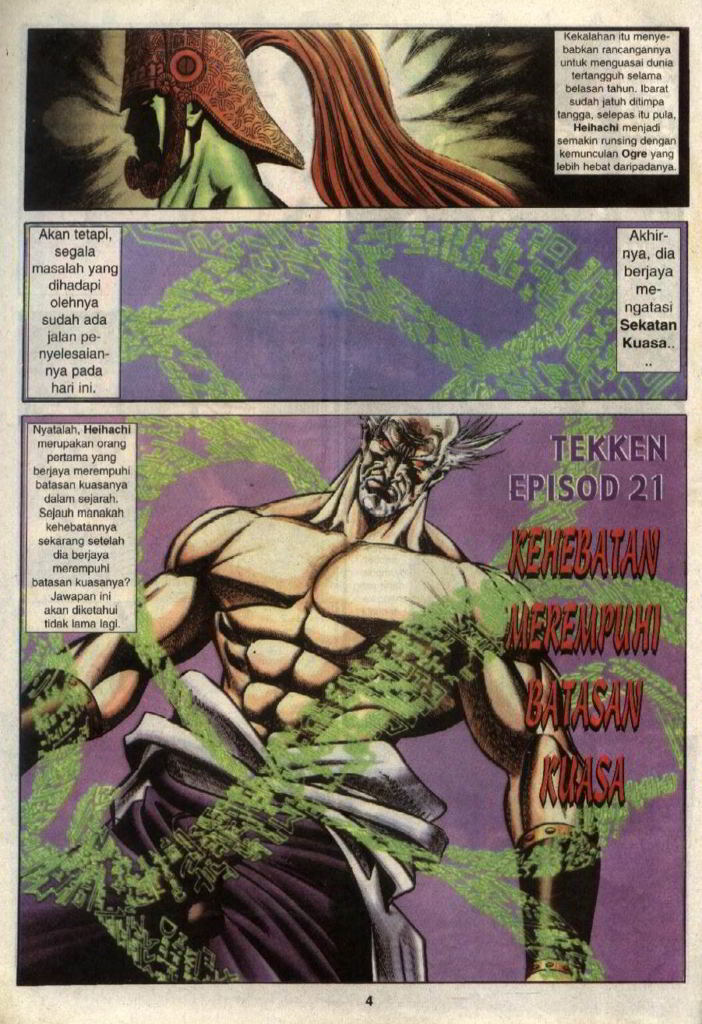 Kekalahan itu menye-
babkan rancangannya
untuk menguasai dunia
tertangguh selama
belasan tahun. Ibarat
sudah jatuh ditimpa
tangga, selepas itu pula,
Heihachi menjadi
semakin runsing dengan
kemunculan Ogre yang
lebih hebat daripadanya.
Akan tetapi,
segala
masalah yang
dihadapi
olehnya
sudah ada
jalan pe-
nyelesaian-
nya pada
hari ini.
Akhir-
nya, dia
berjaya
me-
ngatasi
Sekatan
Kuasa..
..
Nyatalah, Heihachi
merupakan orang
pertama yang
berjaya merempuhi
batasan kuasanya
dalam sejarah.
Sejauh manakah
kehebatannya
sekarang setelah
dia berjaya
merempuhi
batasan kuasanya?
Jawapan ini
akan diketahui
tidak lama lagi.
TEKKEN
EPISOD 21
KEHEBATAN
MEREMPUHI
BATASAN
KUASA
4